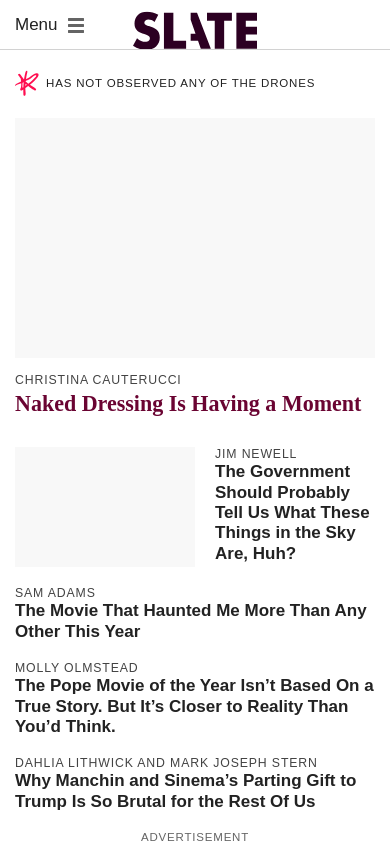 Menu
SLATE
HAS NOT OBSERVED ANY OF THE DRONES
CHRISTINA CAUTERUCCI
Naked Dressing Is Having a Moment
JIM NEWELL
The Government
Should Probably
Tell Us What These
Things in the Sky
Are, Huh?
SAM ADAMS
The Movie That Haunted Me More Than Any
Other This Year
MOLLY OLMSTEAD
The Pope Movie of the Year Isn’t Based On a
True Story. But It’s Closer to Reality Than
You’d Think.
DAHLIA LITHWICK AND MARK JOSEPH STERN
Why Manchin and Sinema’s Parting Gift to
Trump Is So Brutal for the Rest Of Us
ADVERTISEMENT